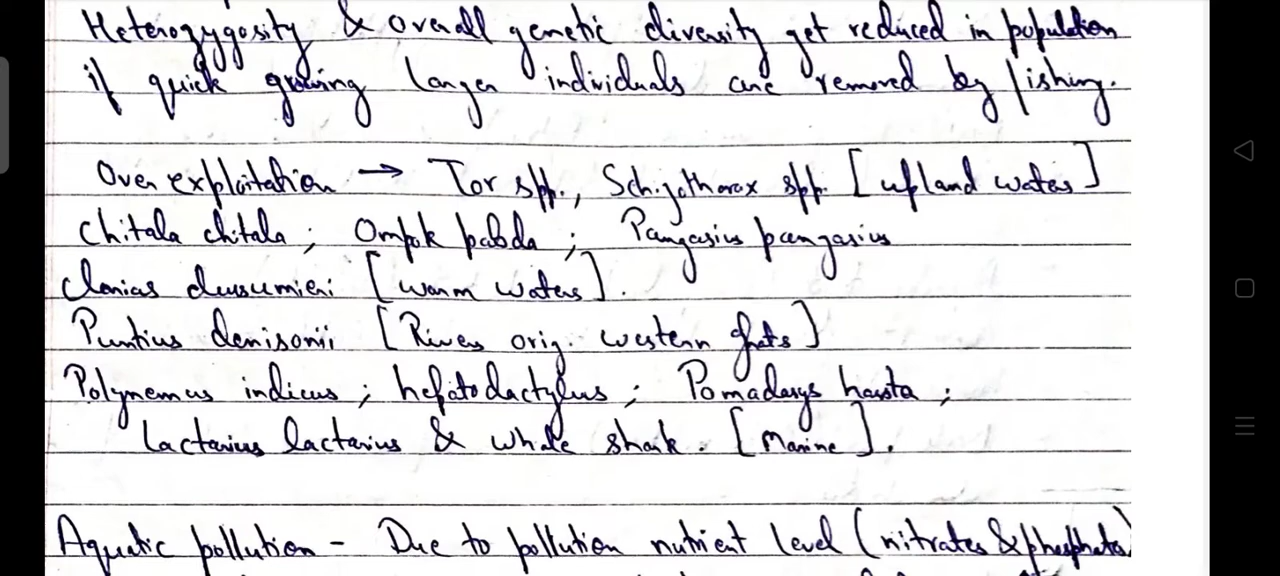 Heterozygosity & overall genetic diversity get reduced in population
if quick growing larger individuals are removed by fishing.
Over exploitation → Tor spp., Schizothorax spp. [upland waters]
Chitala chitala ; Ompok pabda ; Pangasius pangasius
Clarias dussumieri [warm waters].
Puntius denisonii [Rivers orig. western ghats]
Polynemus indicus ; heptadactylus ; Pomadasys hasta ;
Lactarius lactarius & whale shark. [Marine].
Aquatic pollution - Due to pollution nutrient level (nitrates & phosphates)